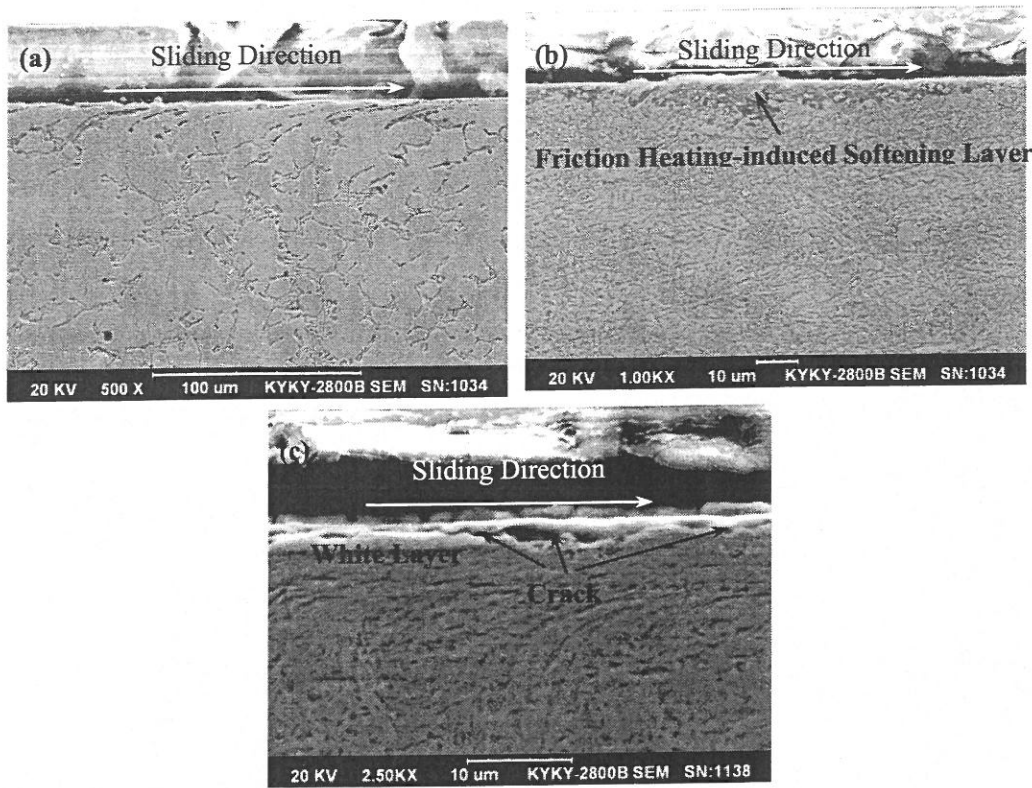 (a)
Sliding Direction
20 KV 500 X 100 um KYKY-2800B SEM SN:1034
(b)
Sliding Direction
Friction Heating-induced Softening Layer
20 KV 1.00KX 10 um KYKY-2800B SEM SN:1034
(c)
Sliding Direction
White Layer
Crack
20 KV 2.50KX 10 um KYKY-2800B SEM SN:1138